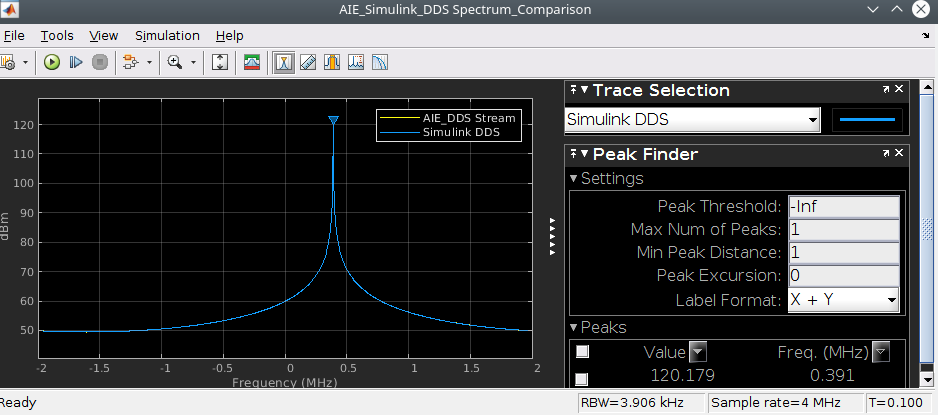 AIE_Simulink_DDS Spectrum_Comparison
File Tools View Simulation Help
Trace Selection
Simulink DDS
Peak Finder
Settings
Peak Threshold: -Inf
Max Num of Peaks: 1
Min Peak Distance: 1
Peak Excursion: 0
Label Format: X + Y
Peaks
Value Freq. (MHz)
120.179 0.391
AIE_DDS Stream
Simulink DDS
dBm
120
110
100
90
80
70
60
50
-2 -1.5 -1 -0.5 0 0.5 1 1.5 2
Frequency (MHz)
Ready RBW=3.906 kHz Sample rate=4 MHz T=0.100